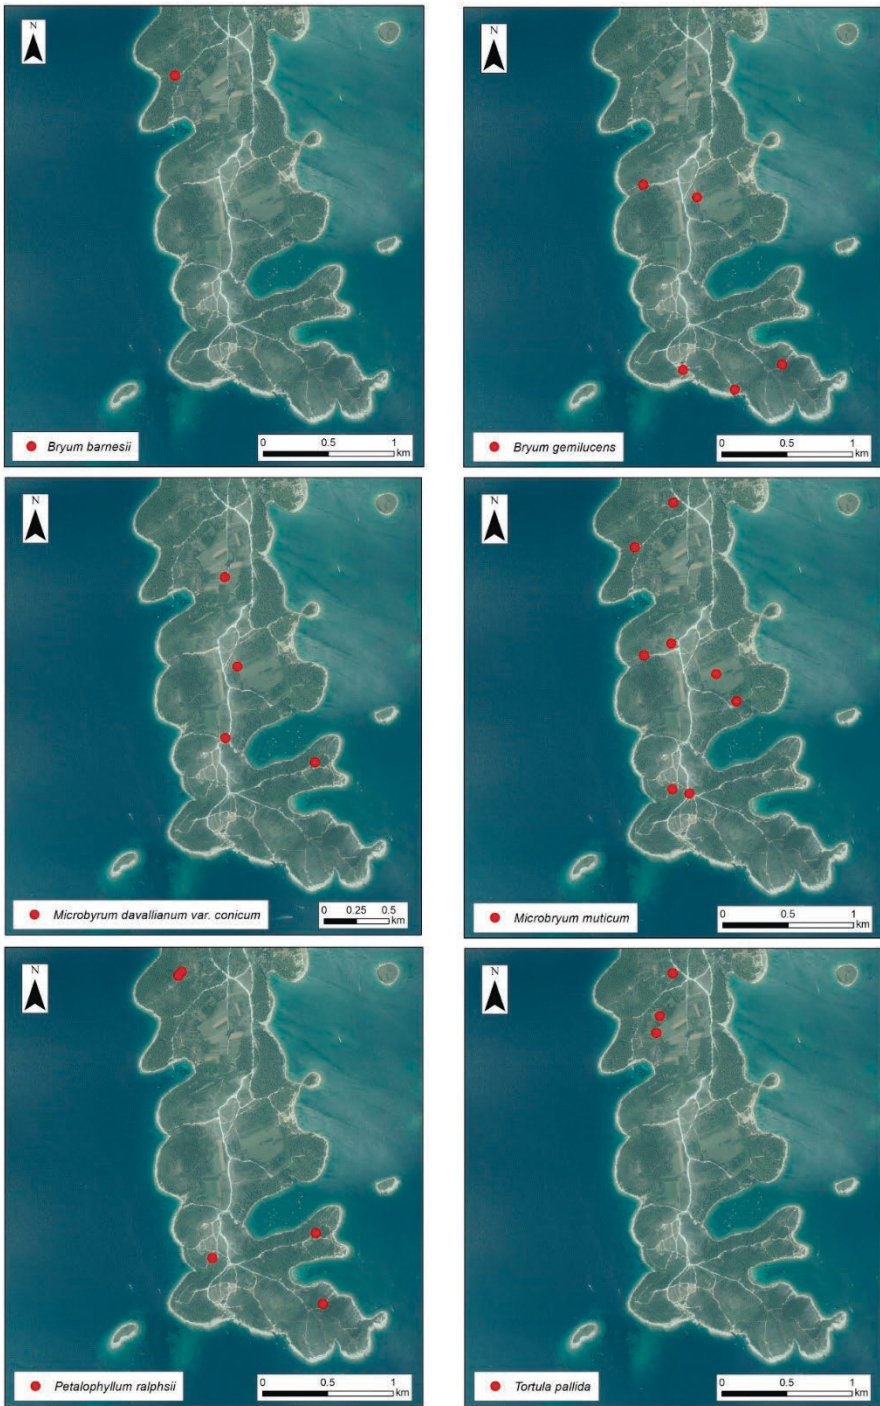 N
N
Bryum barnesii
0 0.5 1
km
Bryum gemilucens
0 0.5 1
km
N
N
Microbyrum davallianum var. conicum
0 0.25 0.5
km
Microbryum muticum
0 0.5 1
km
N
N
Petalophyllum ralphsii
0 0.5 1
km
Tortula pallida
0 0.5 1
km